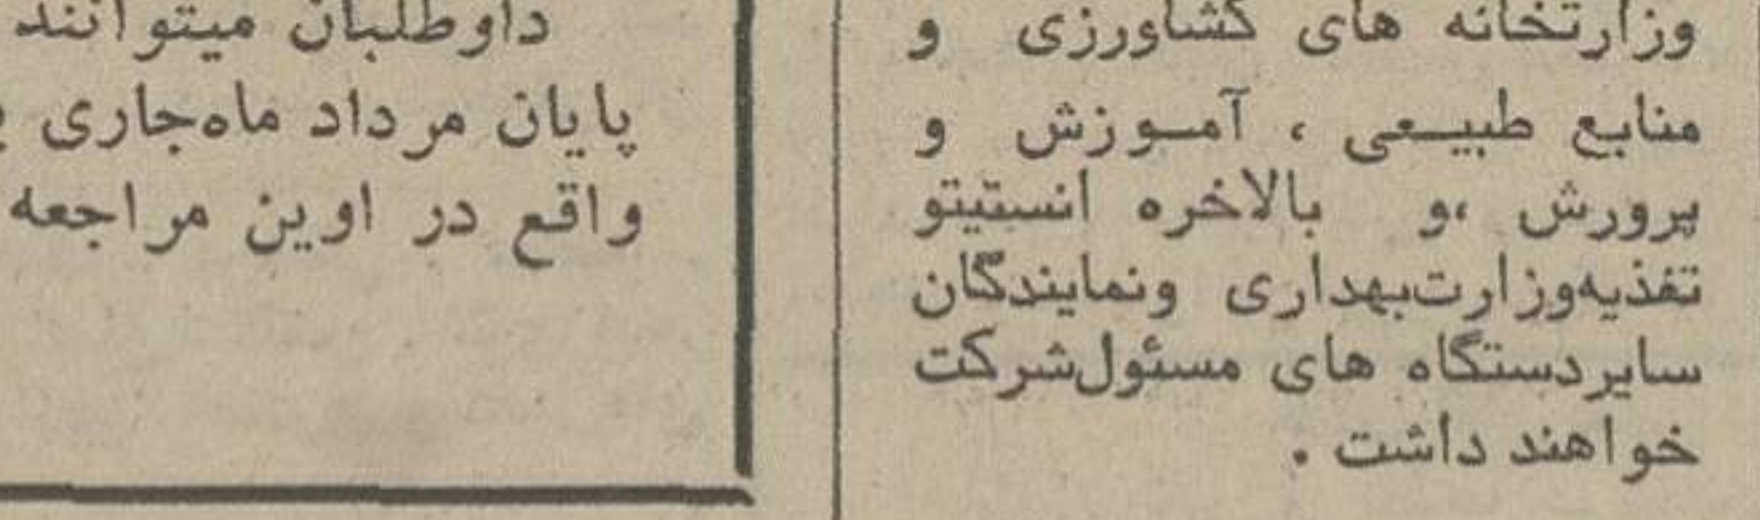 وزارتخانه های کشاورزی و
منابع طبیعی ، آموزش و
پرورش ،و بالاخره انستیتو
تغذیه‌وزارت‌بهداری ونمایندگان
سایردستگاه های مسئول‌شرکت
خواهند داشت .
داوطلبان میتوانند
پایان مرداد ماه‌جاری
واقع در اوین مراجعه